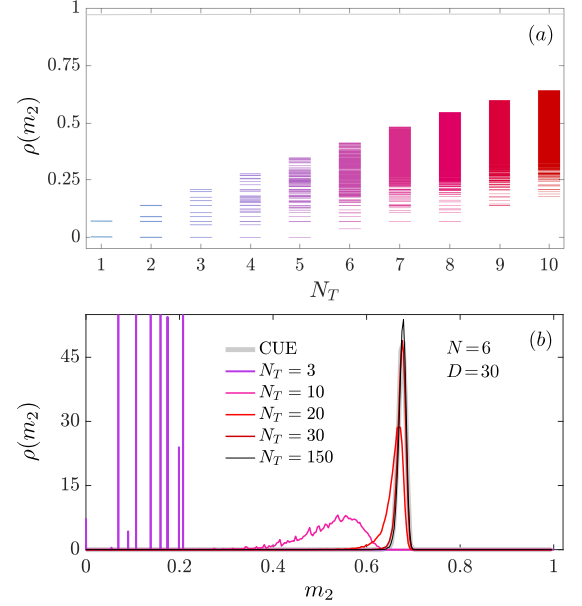 1
(a)
0.75
ρ(m₂)
0.5
0.25
0
1 2 3 4 5 6 7 8 9 10
N_T
(b)
45
CUE
N = 6
N_T = 3
D = 30
N_T = 10
30
N_T = 20
ρ(m₂)
N_T = 30
N_T = 150
15
0
0 0.2 0.4 0.6 0.8 1
m₂